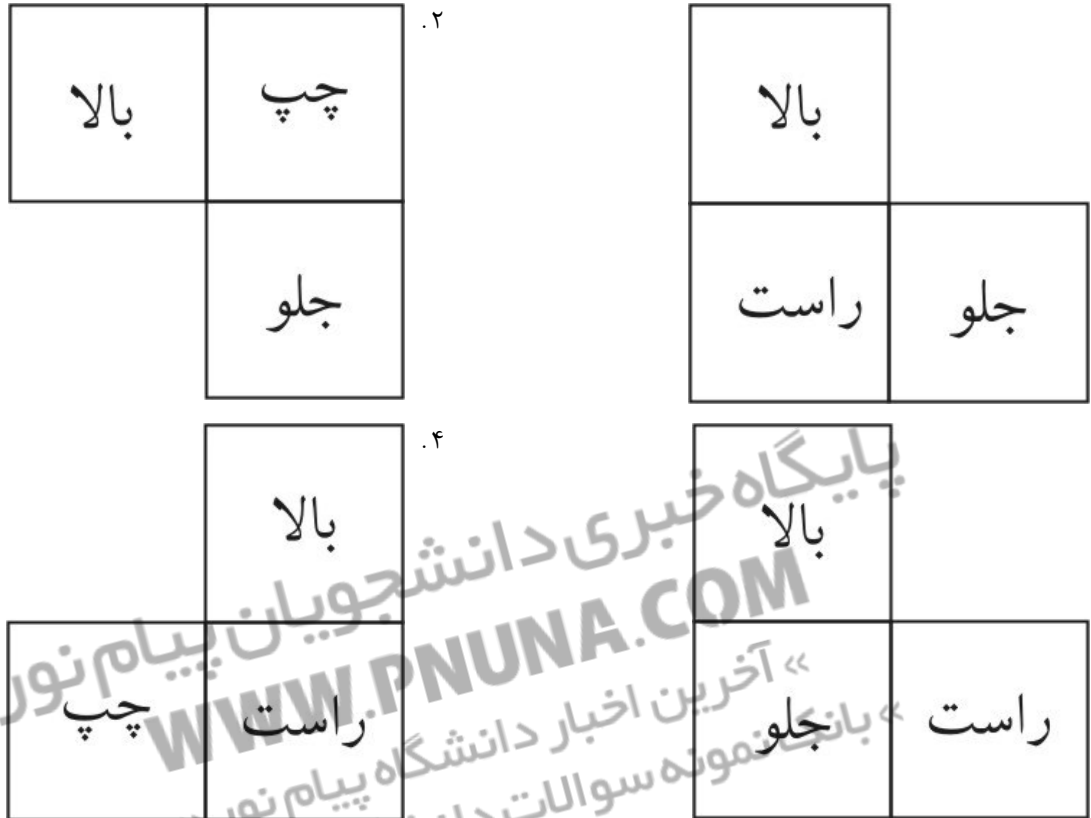 بالا
.۲
چپ بالا
جلو راست
جلو
بالا
.۴
بالا
راست جلو
راست چپ
پایگاه خبری دانشجویان پیام نور
WWW.PNUNA.COM
» آخرین اخبار دانشگاه پیام نور
» بانک نمونه سوالات